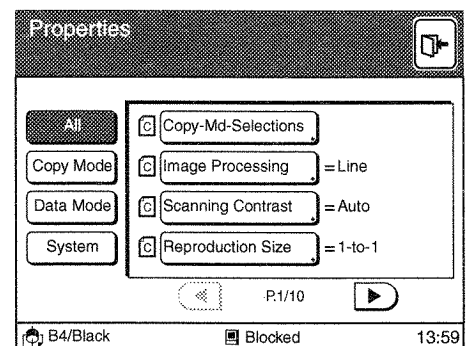 Properties
All
C Copy-Md-Selections
Copy Mode
C Image Processing =Line
Data Mode
C Scanning Contrast =Auto
System
C Reproduction Size =1-to-1
P.1/10
B4/Black Blocked 13:59